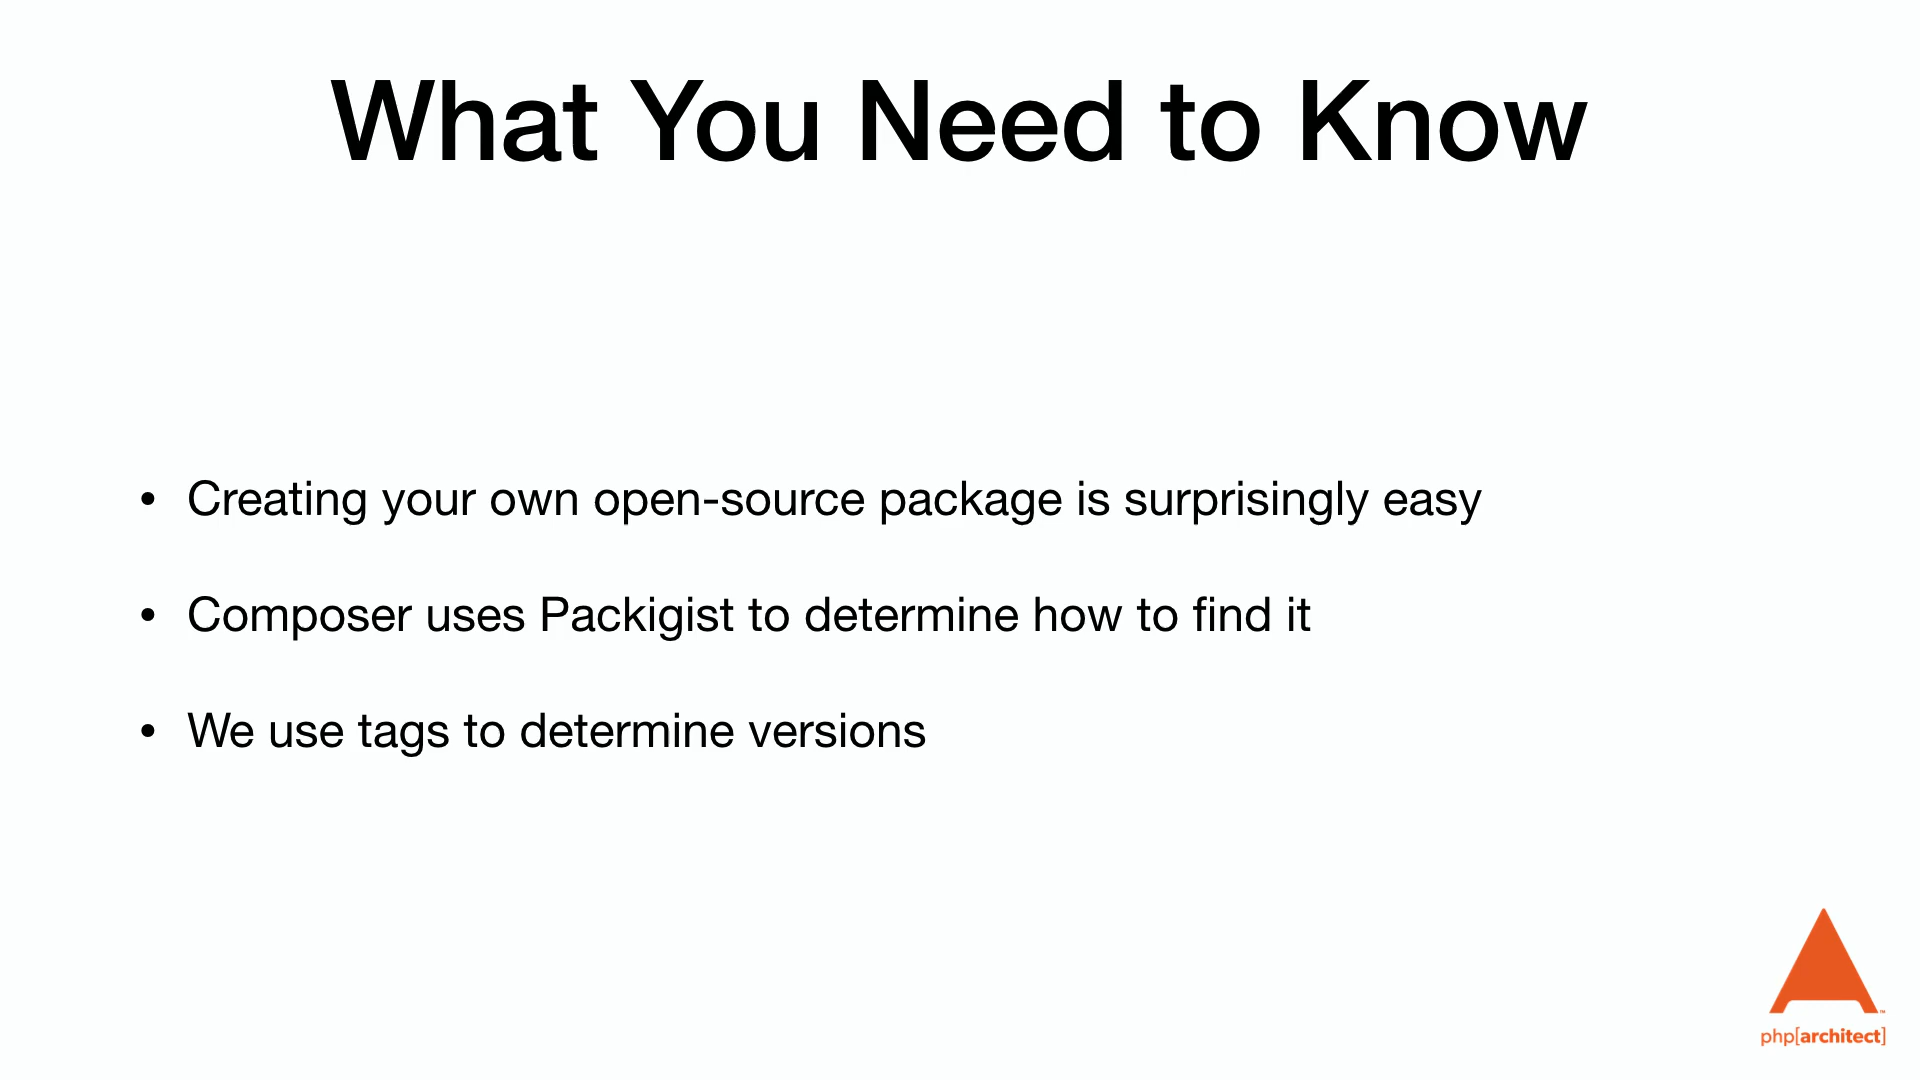 What You Need to Know
• Creating your own open-source package is surprisingly easy
• Composer uses Packigist to determine how to find it
• We use tags to determine versions
php[architect]